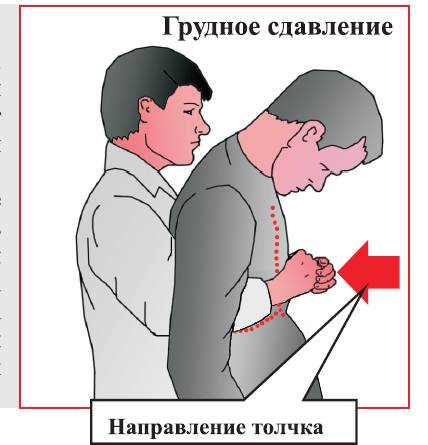 Грудное сдавление
Направление толчка